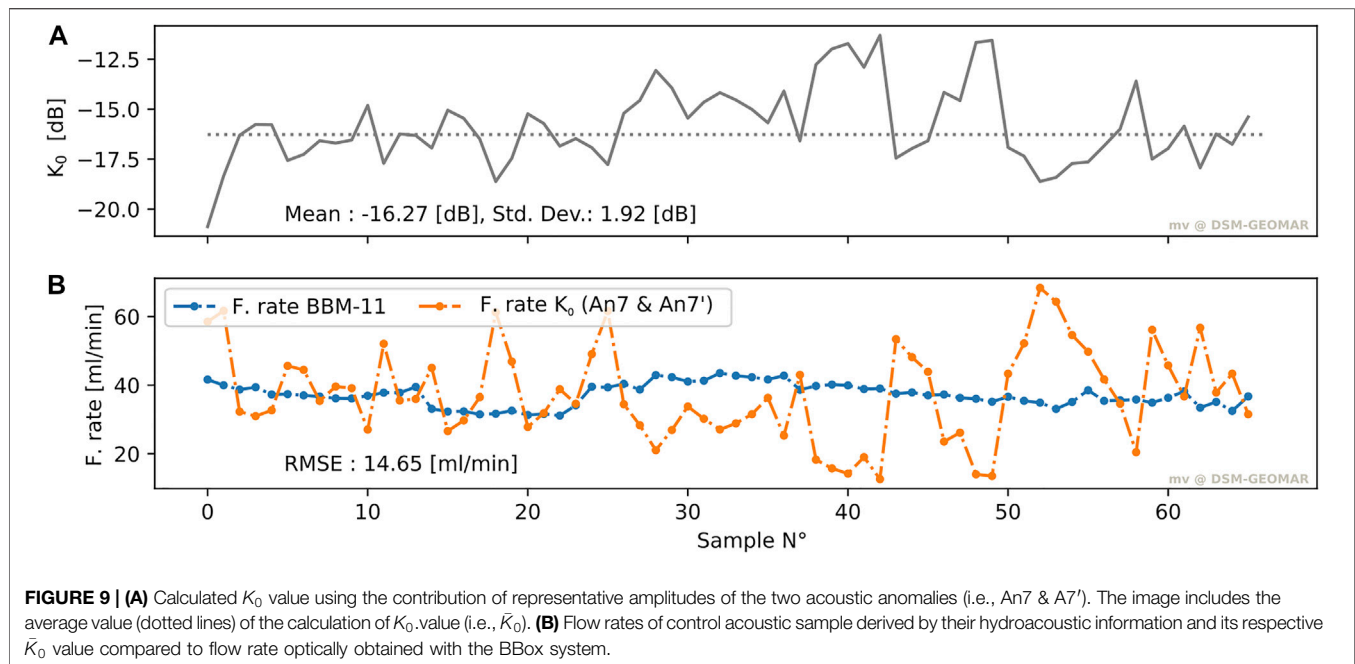 A
−12.5
−15.0
−17.5
−20.0
K₀ [dB]
Mean : -16.27 [dB], Std. Dev.: 1.92 [dB]
mv @ DSM-GEOMAR
B
F. rate BBM-11
F. rate K₀ (An7 & An7')
60
40
20
F. rate [ml/min]
RMSE : 14.65 [ml/min]
mv @ DSM-GEOMAR
0 10 20 30 40 50 60
Sample N°
FIGURE 9 | (A) Calculated K₀ value using the contribution of representative amplitudes of the two acoustic anomalies (i.e., An7 & A7′). The image includes the
average value (dotted lines) of the calculation of K₀.value (i.e., K̄₀). (B) Flow rates of control acoustic sample derived by their hydroacoustic information and its respective
K̄₀ value compared to flow rate optically obtained with the BBox system.